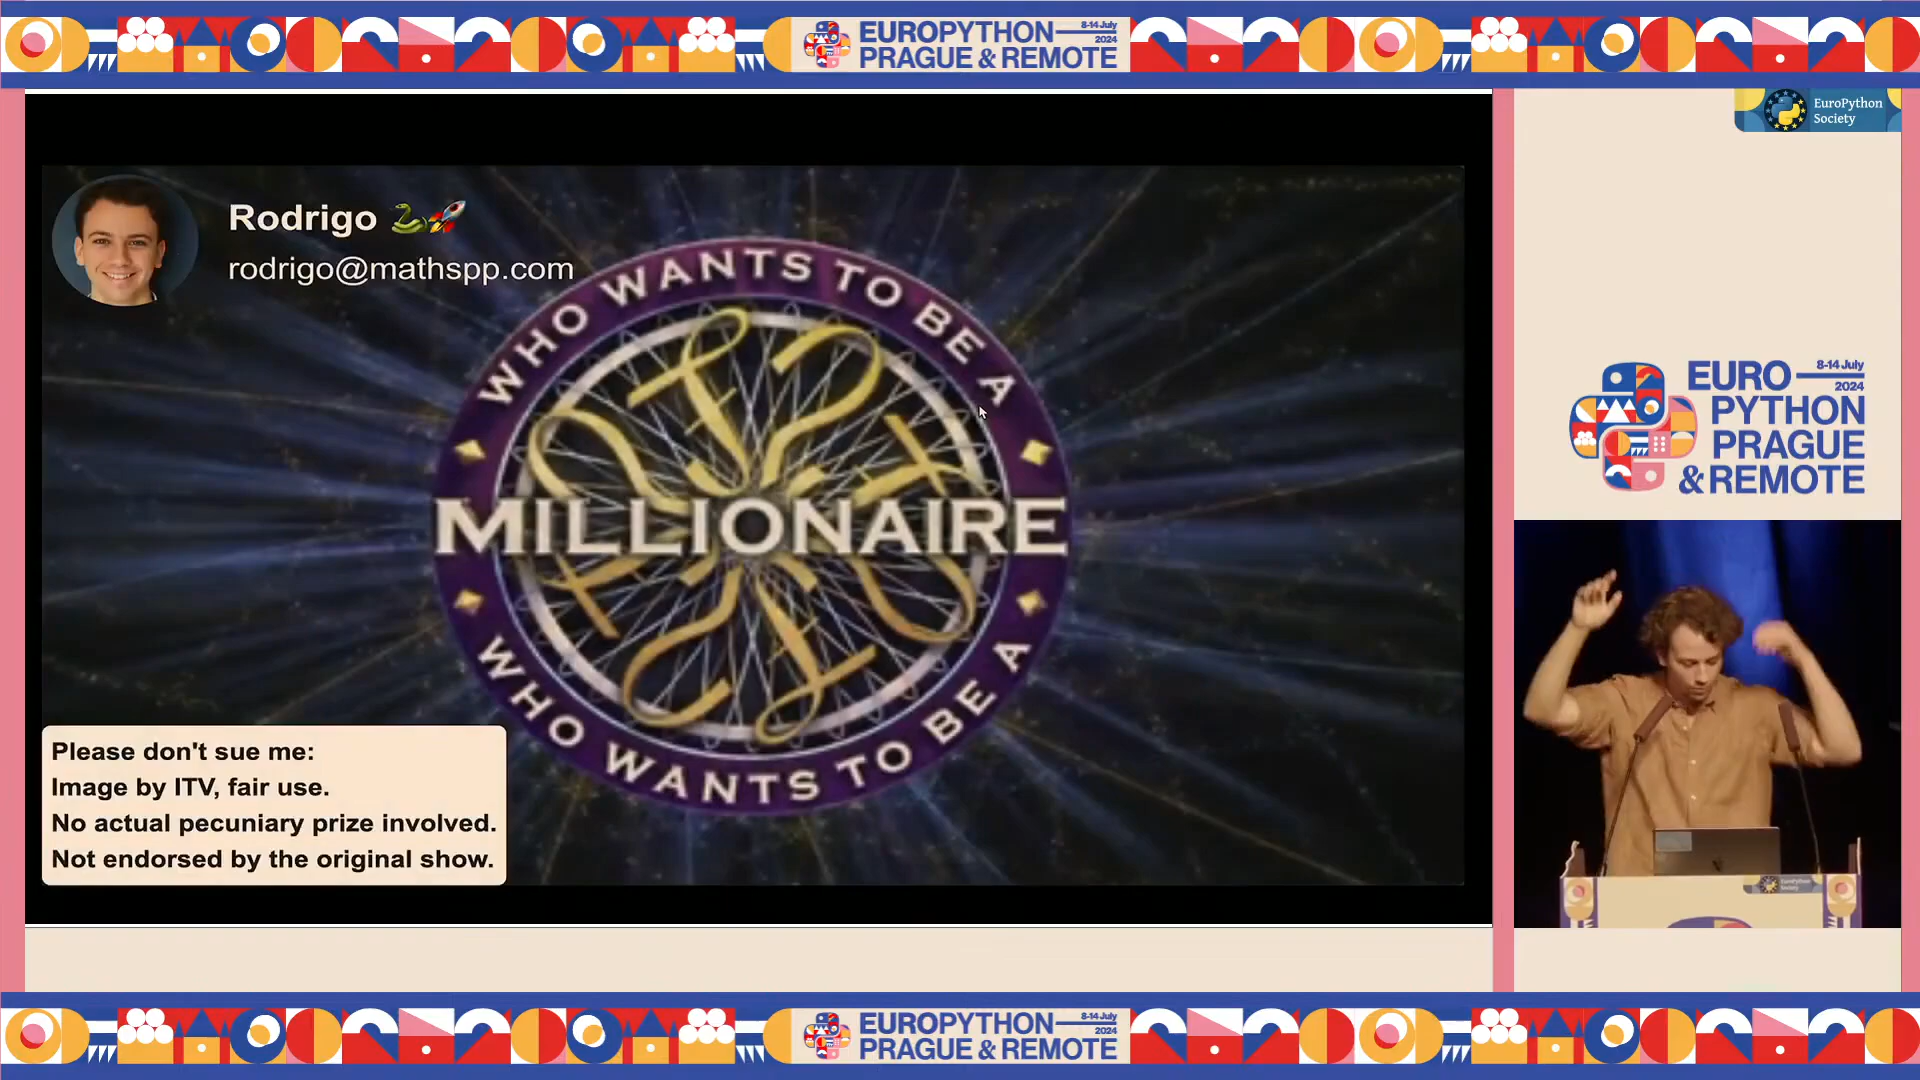 EUROPYTHON
8-14 July
2024
PRAGUE & REMOTE
EuroPython
Society
Rodrigo 🐍🚀
rodrigo@mathspp.com
WHO WANTS TO BE A
MILLIONAIRE
WHO WANTS TO BE A
Please don't sue me:
Image by ITV, fair use.
No actual pecuniary prize involved.
Not endorsed by the original show.
EURO
8-14 July
2024
PYTHON
PRAGUE
& REMOTE
EuroPython
Society
EUROPYTHON
8-14 July
2024
PRAGUE & REMOTE